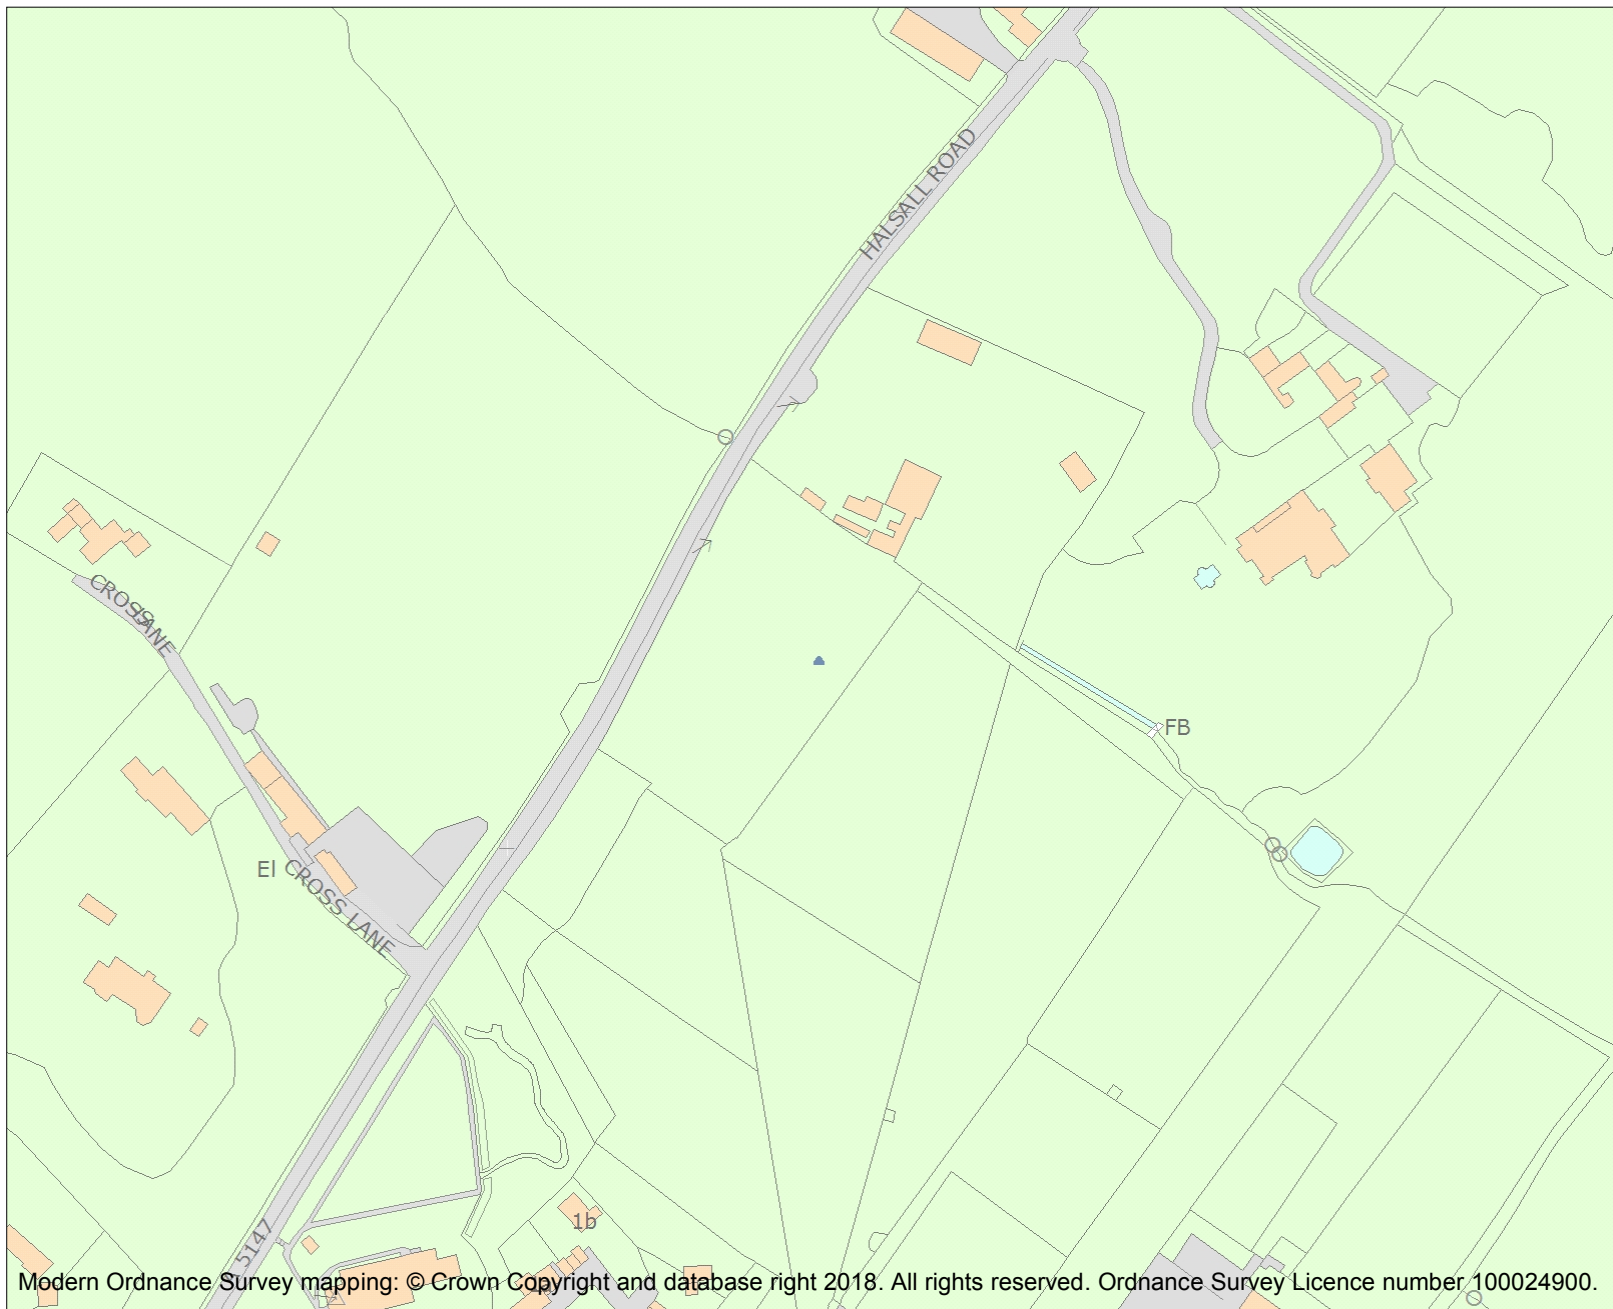 HALSALL ROAD
CROSS LANE
FB
El
CROSS LANE
1b
5147
Modern Ordnance Survey mapping: © Crown Copyright and database right 2018. All rights reserved. Ordnance Survey Licence number 100024900.